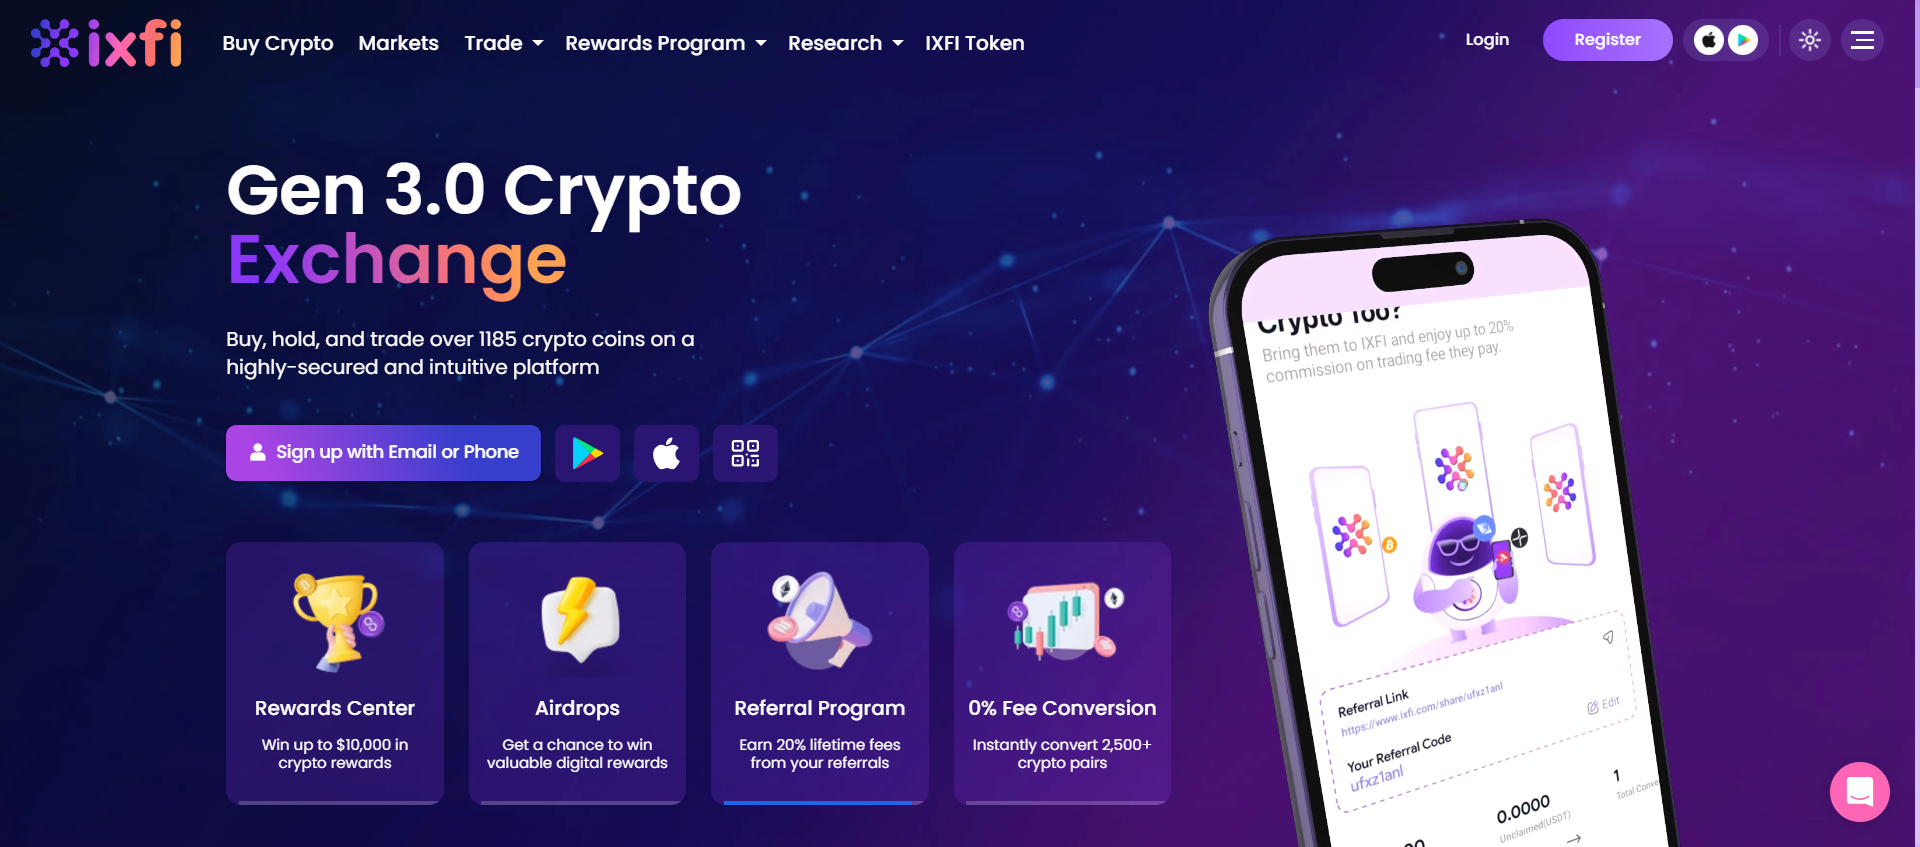 ixfi
Buy Crypto
Markets
Trade
Rewards Program
Research
IXFI Token
Login
Register
Gen 3.0 Crypto
Exchange
Buy, hold, and trade over 1185 crypto coins on a
highly-secured and intuitive platform
Sign up with Email or Phone
Rewards Center
Win up to $10,000 in
crypto rewards
Airdrops
Get a chance to win
valuable digital rewards
Referral Program
Earn 20% lifetime fees
from your referrals
0% Fee Conversion
Instantly convert 2,500+
crypto pairs
Crypto Too?
Bring them to IXFI and enjoy up to 20%
commission on trading fee they pay.
Referral Link
https://www.ixfi.com/share/ufxz1anl
Edit
Your Referral Code
ufxz1anl
1
Total Conve
0.0000
Unclaimed(USDT)